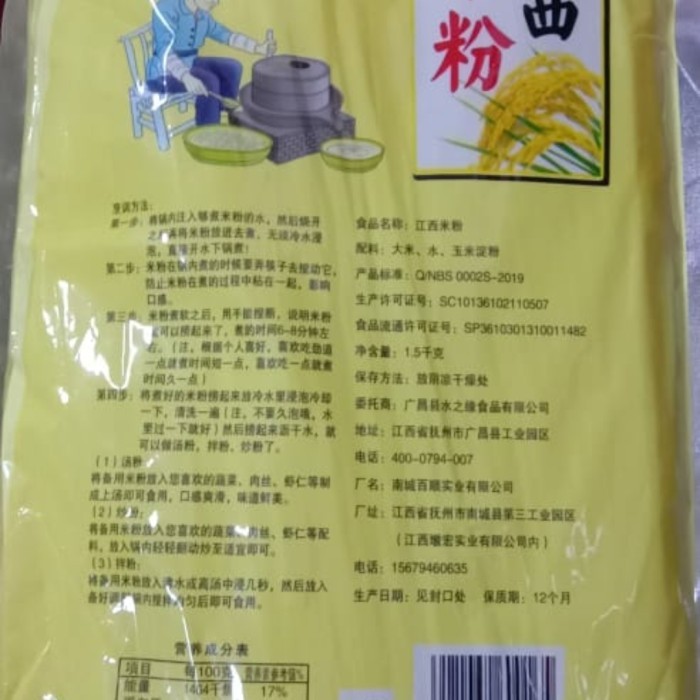 西
粉
烹调方法:
第一步: 将锅内注入够煮米粉的水, 然后烧开
之后再将米粉放进去煮、无须冷水浸
泡, 直接开水下锅煮!
第二步: 米粉在锅内煮的时候要弄筷子去搅动它,
防止米粉在煮的过程中粘在一起, 影响
口感。
第三步: 米粉煮软之后, 用手能捏断, 说明米粉
就可以捞起来了, 煮的时间6-8分钟左
右。(注, 根据个人喜好, 喜欢吃劲道
一点就煮时间短一点, 喜欢吃一点就煮
时间久一点)
第四步: 将煮好的米粉捞起来放冷水里浸泡冷却
一下, 清洗一遍(注, 不要久泡哦, 水
里过一下就好)然后捞起来沥干水, 就
可以做汤粉, 拌粉、炒粉了。
(1)汤粉
将备用米粉放入您喜欢的蔬菜、肉丝、虾仁等制
成上汤即可食用, 口感爽滑, 味道鲜美。
(2)炒粉:
将备用米粉放入您喜欢的蔬菜、肉丝、虾仁等配
料, 放入锅内轻轻翻动炒至适宜即可。
(3)拌粉:
将备用米粉放入沸水或高汤中浸几秒, 然后放入
备好调料锅内搅拌均匀后即可食用。
食品名称: 江西米粉
配料: 大米、水、玉米淀粉
产品标准: Q/NBS 0002S-2019
生产许可证号: SC10136102110507
食品流通许可证号: SP3610301310011482
净含量: 1.5千克
保存方法: 放阴凉干燥处
委托商: 广昌县水之缘食品有限公司
地址: 江西省抚州市广昌县工业园区
电话: 400-0794-007
厂名: 南城百顺实业有限公司
厂址: 江西省抚州市南城县第三工业园区
(江西墩宏实业有限公司内)
电话: 15679460635
生产日期: 见封口处 保质期: 12个月
营养成分表
项目 每100克 营养素参考值%
能量 1464千焦 17%